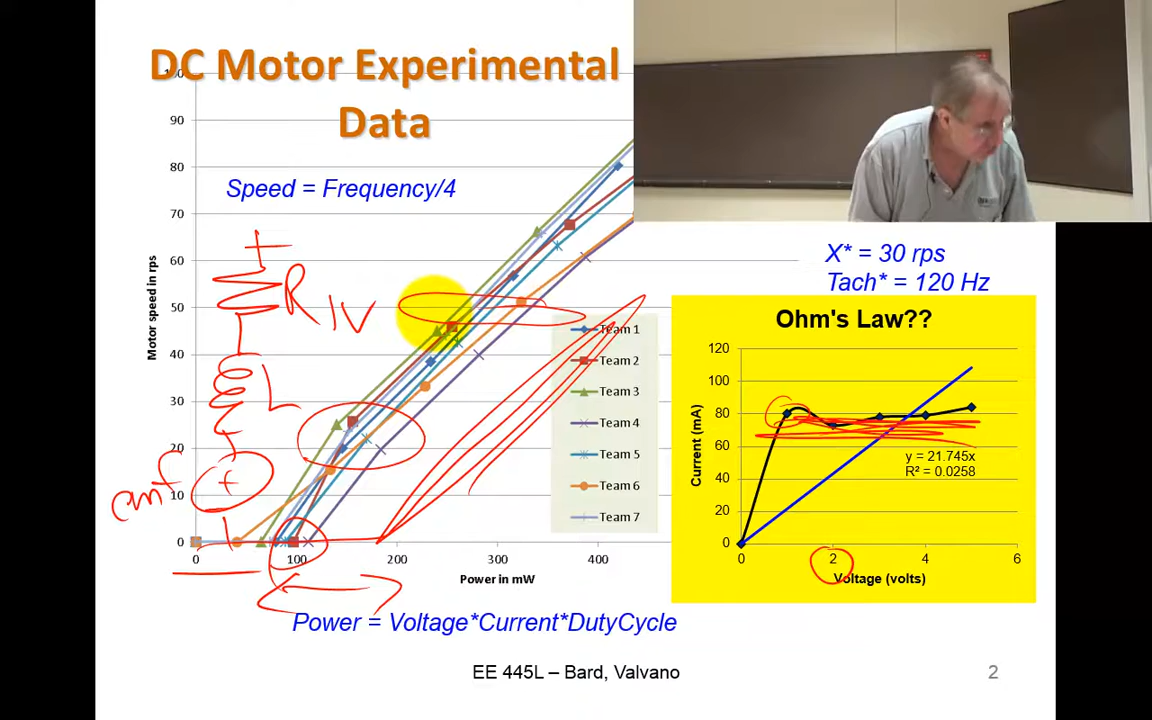 DC Motor Experimental
Data
100
90
80
70
60
50
40
30
20
10
0
Motor speed in rps
Speed = Frequency/4
R
1V
L
+
emf
0
100
200
400
Power in mW
Team 1
Team 2
Team 3
Team 4
Team 5
Team 6
Team 7
Power = Voltage*Current*DutyCycle
X* = 30 rps
Tach* = 120 Hz
Ohm's Law??
120
100
80
60
40
20
0
Current (mA)
y = 21.745x
R² = 0.0258
0
2
4
6
Voltage (volts)
EE 445L – Bard, Valvano
2